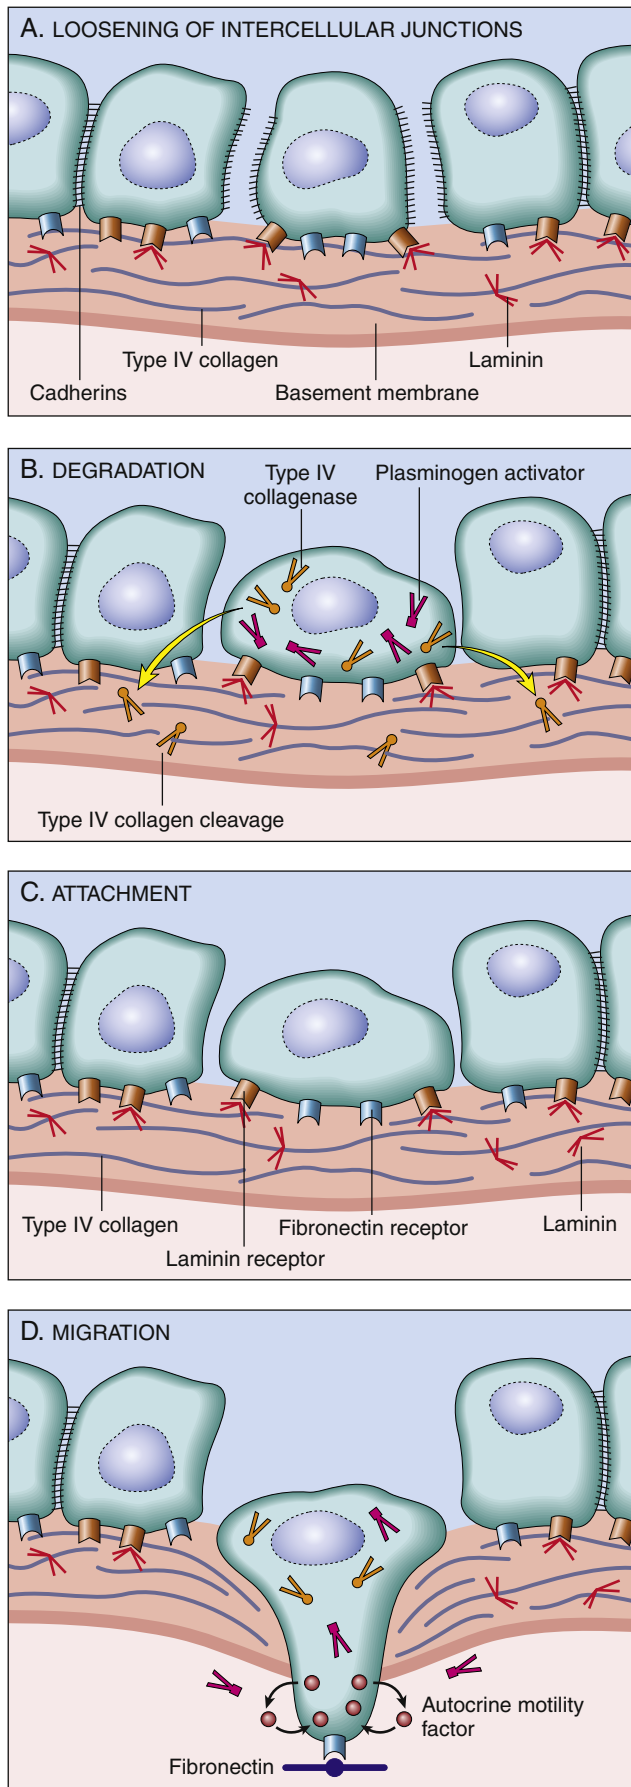 A. LOOSENING OF INTERCELLULAR JUNCTIONS
Type IV collagen
Laminin
Cadherins
Basement membrane
B. DEGRADATION
Type IV
collagenase
Plasminogen activator
Type IV collagen cleavage
C. ATTACHMENT
Type IV collagen
Fibronectin receptor
Laminin
Laminin receptor
D. MIGRATION
Autocrine motility
factor
Fibronectin